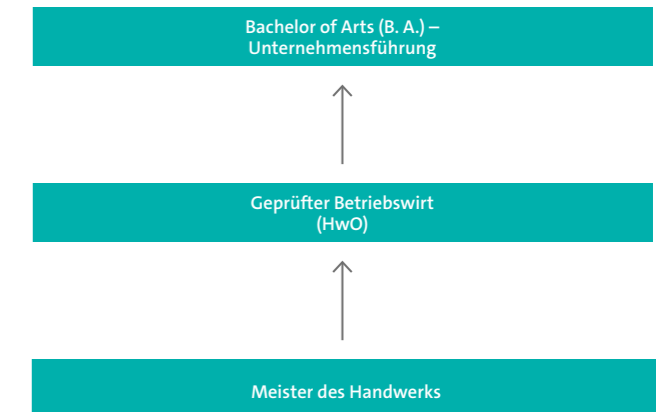 Bachelor of Arts (B. A.) –
Unternehmensführung
Geprüfter Betriebswirt
(HwO)
Meister des Handwerks